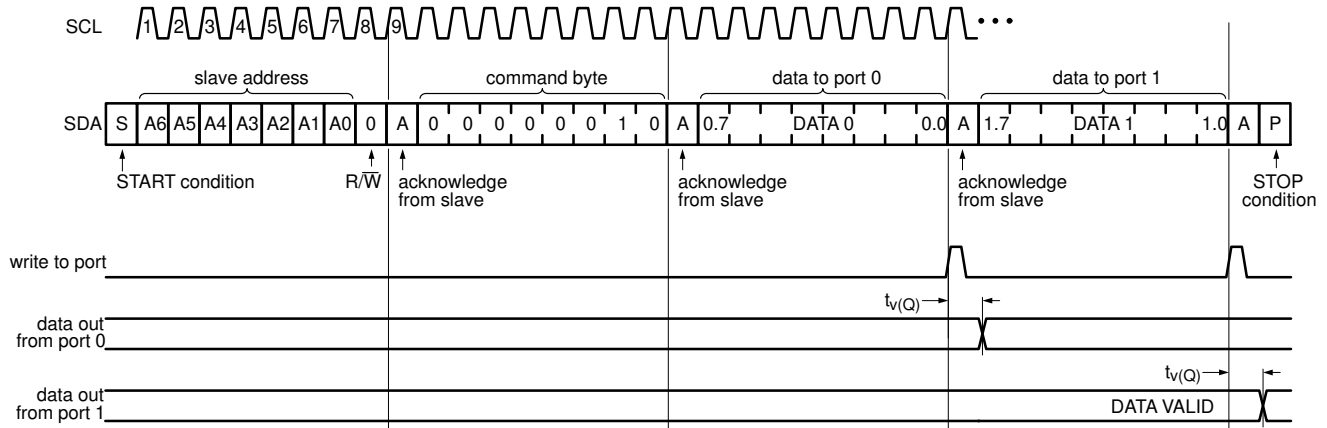 SCL 1 2 3 4 5 6 7 8 9 • • •
slave address command byte data to port 0 data to port 1
SDA S A6 A5 A4 A3 A2 A1 A0 0 A 0 0 0 0 0 0 1 0 A 0.7 DATA 0 0.0 A 1.7 DATA 1 1.0 A P
START condition R/W̅ acknowledge acknowledge acknowledge STOP
from slave from slave from slave condition
write to port
tv(Q)
data out
from port 0
tv(Q)
data out
from port 1 DATA VALID